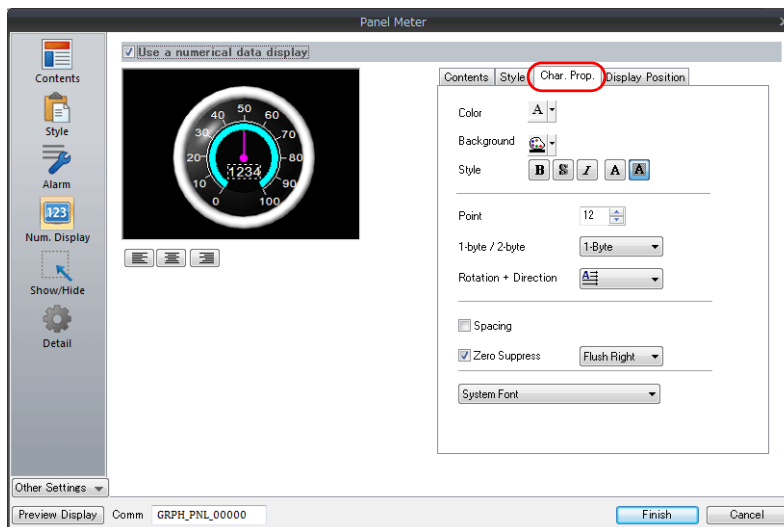 Panel Meter
Contents
Style
Alarm
123
Num. Display
Show/Hide
Detail
Other Settings
Use a numerical data display
0
10
20
30
40
50
60
70
80
90
100
1234
Contents Style Char. Prop. Display Position
Color A
Background
Style B S I A A
Point 12
1-byte / 2-byte 1-Byte
Rotation + Direction A
Spacing
Zero Suppress Flush Right
System Font
Preview Display Comm GRPH_PNL_00000 Finish Cancel